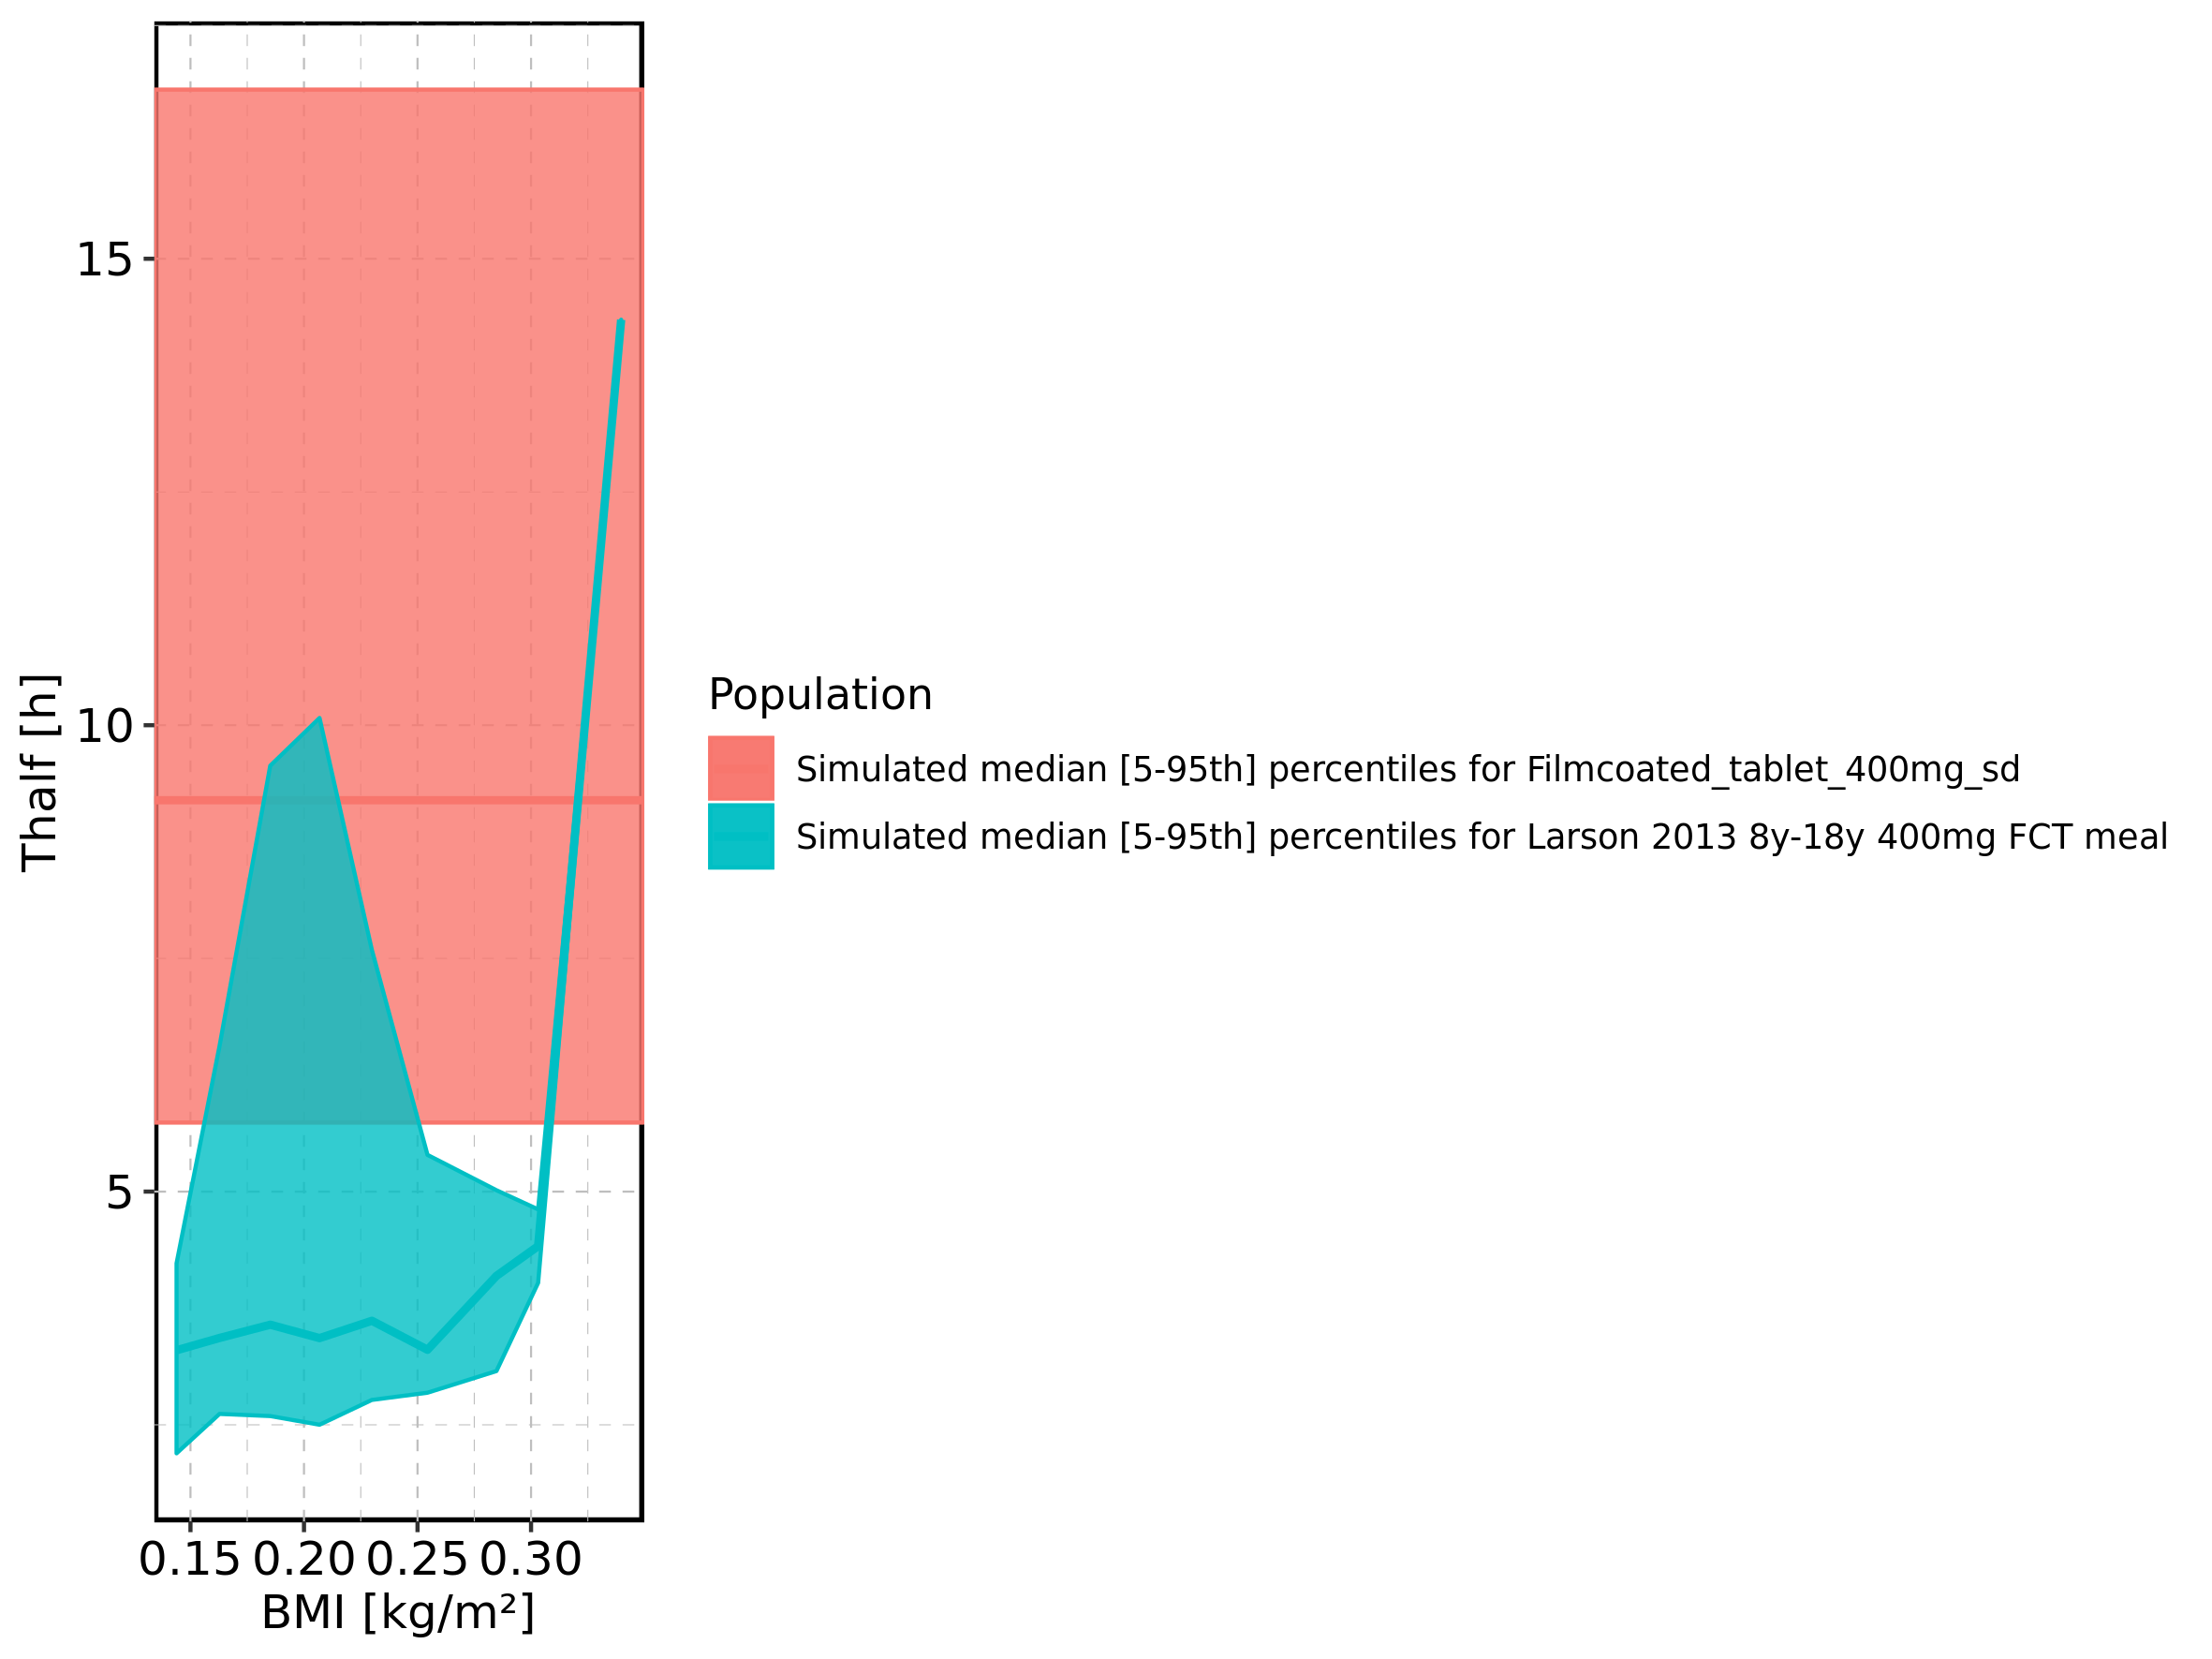 Thalf [h]
15
10
5
0.15 0.20 0.25 0.30
BMI [kg/m²]
Population
Simulated median [5-95th] percentiles for Filmcoated_tablet_400mg_sd
Simulated median [5-95th] percentiles for Larson 2013 8y-18y 400mg FCT meal